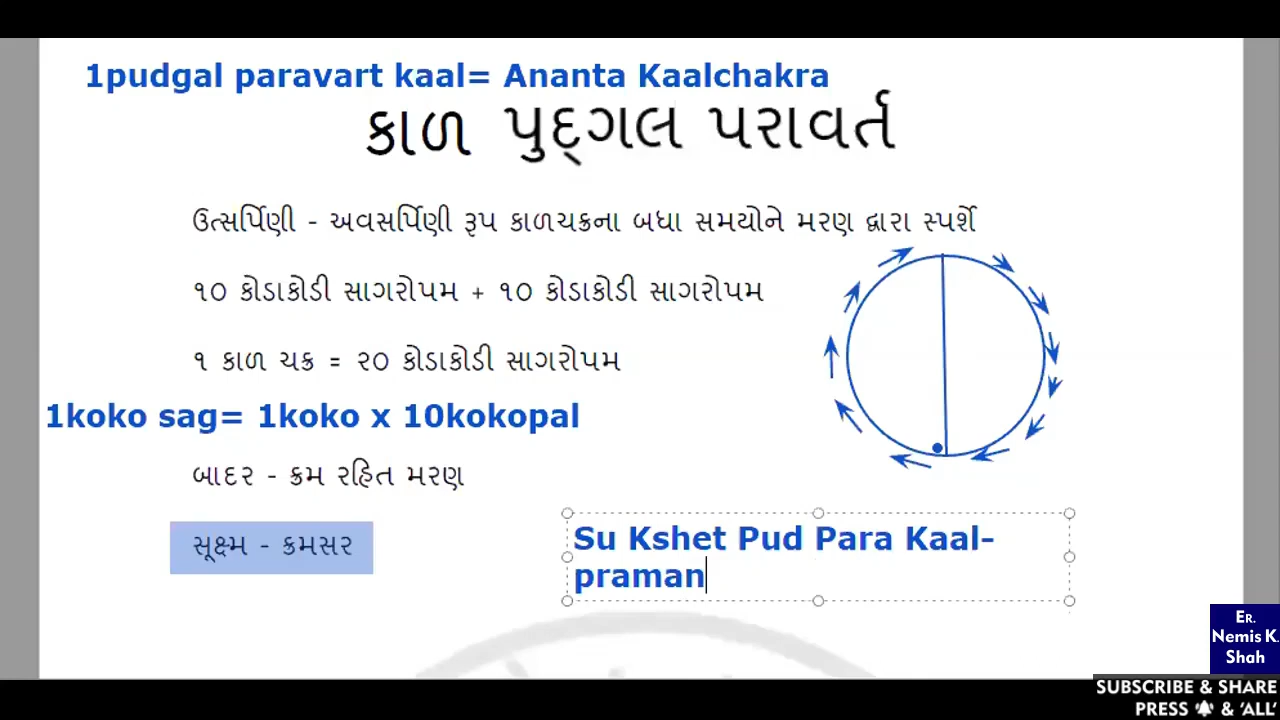 1pudgal paravart kaal= Ananta Kaalchakra
કાળ પુદ્ગલ પરાવર્ત
ઉત્સર્પિણી - અવસર્પિણી રૂપ કાળચક્રના બધા સમયોને મરણ દ્વારા સ્પર્શે
૧૦ કોડાકોડી સાગરોપમ + ૧૦ કોડાકોડી સાગરોપમ
૧ કાળ ચક્ર = ૨૦ કોડાકોડી સાગરોપમ
1koko sag= 1koko x 10kokopal
બાદર - ક્રમ રહિત મરણ
સૂક્ષ્મ - ક્રમસર
Su Kshet Pud Para Kaal-
praman
ER.
Nemis K.
Shah
SUBSCRIBE & SHARE
PRESS 🔔 & ‘ALL’